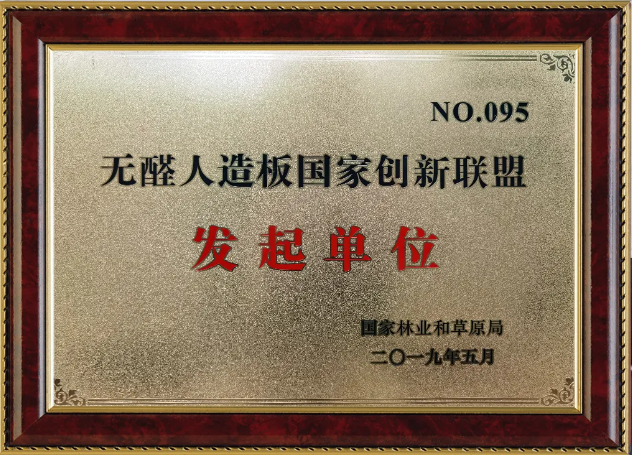 NO.095
无醛人造板国家创新联盟
发起单位
国家林业和草原局
二〇一九年五月